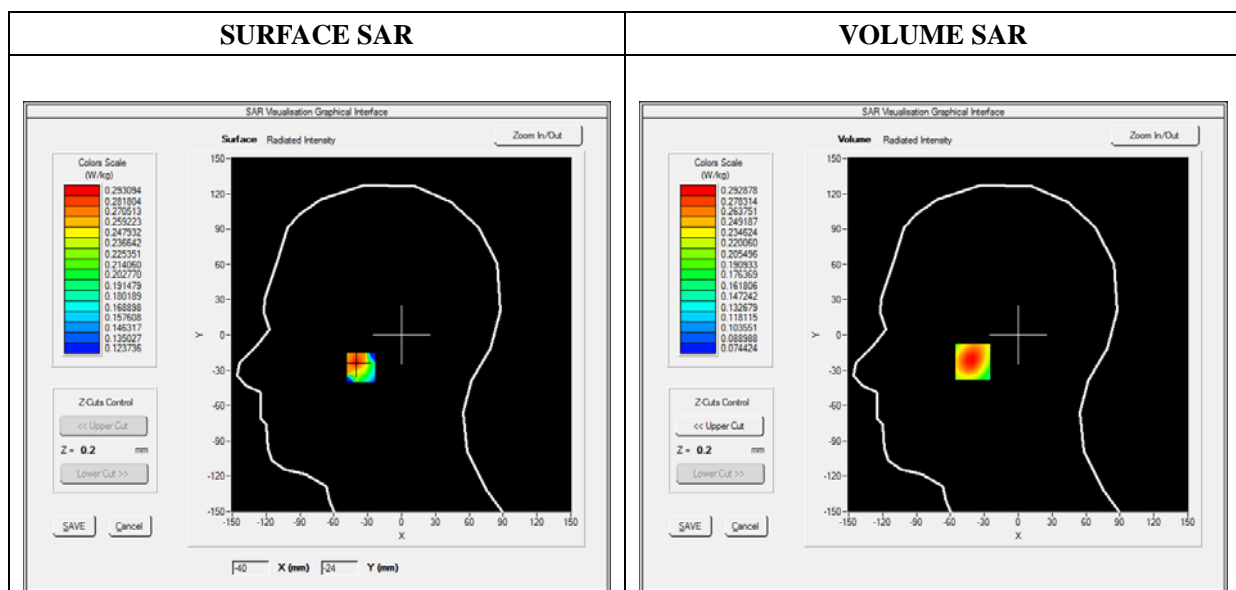 SURFACE SAR
VOLUME SAR
SAR Visualisation Graphical Interface
Surface Radiated Intensity
Zoom In/Out
Colors Scale
(W/kg)
0.293094
0.281804
0.270513
0.259223
0.247932
0.236642
0.225351
0.214060
0.202770
0.191479
0.180189
0.168898
0.157608
0.146317
0.135027
0.123736
Z-Cuts Control
<< Upper Cut
Z = 0.2 mm
Lower Cut >>
SAVE Cancel
150
120
90
60
30
0
-30
-60
-90
-120
-150
Y
-150 -120 -90 -60 -30 0 30 60 90 120 150
X
-40 X (mm) -24 Y (mm)
SAR Visualisation Graphical Interface
Volume Radiated Intensity
Zoom In/Out
Colors Scale
(W/kg)
0.292878
0.278314
0.263751
0.249187
0.234624
0.220060
0.205496
0.190933
0.176369
0.161806
0.147242
0.132679
0.118115
0.103551
0.088988
0.074424
Z-Cuts Control
<< Upper Cut
Z = 0.2 mm
Lower Cut >>
SAVE Cancel
150
120
90
60
30
0
-30
-60
-90
-120
-150
Y
-150 -120 -90 -60 -30 0 30 60 90 120 150
X